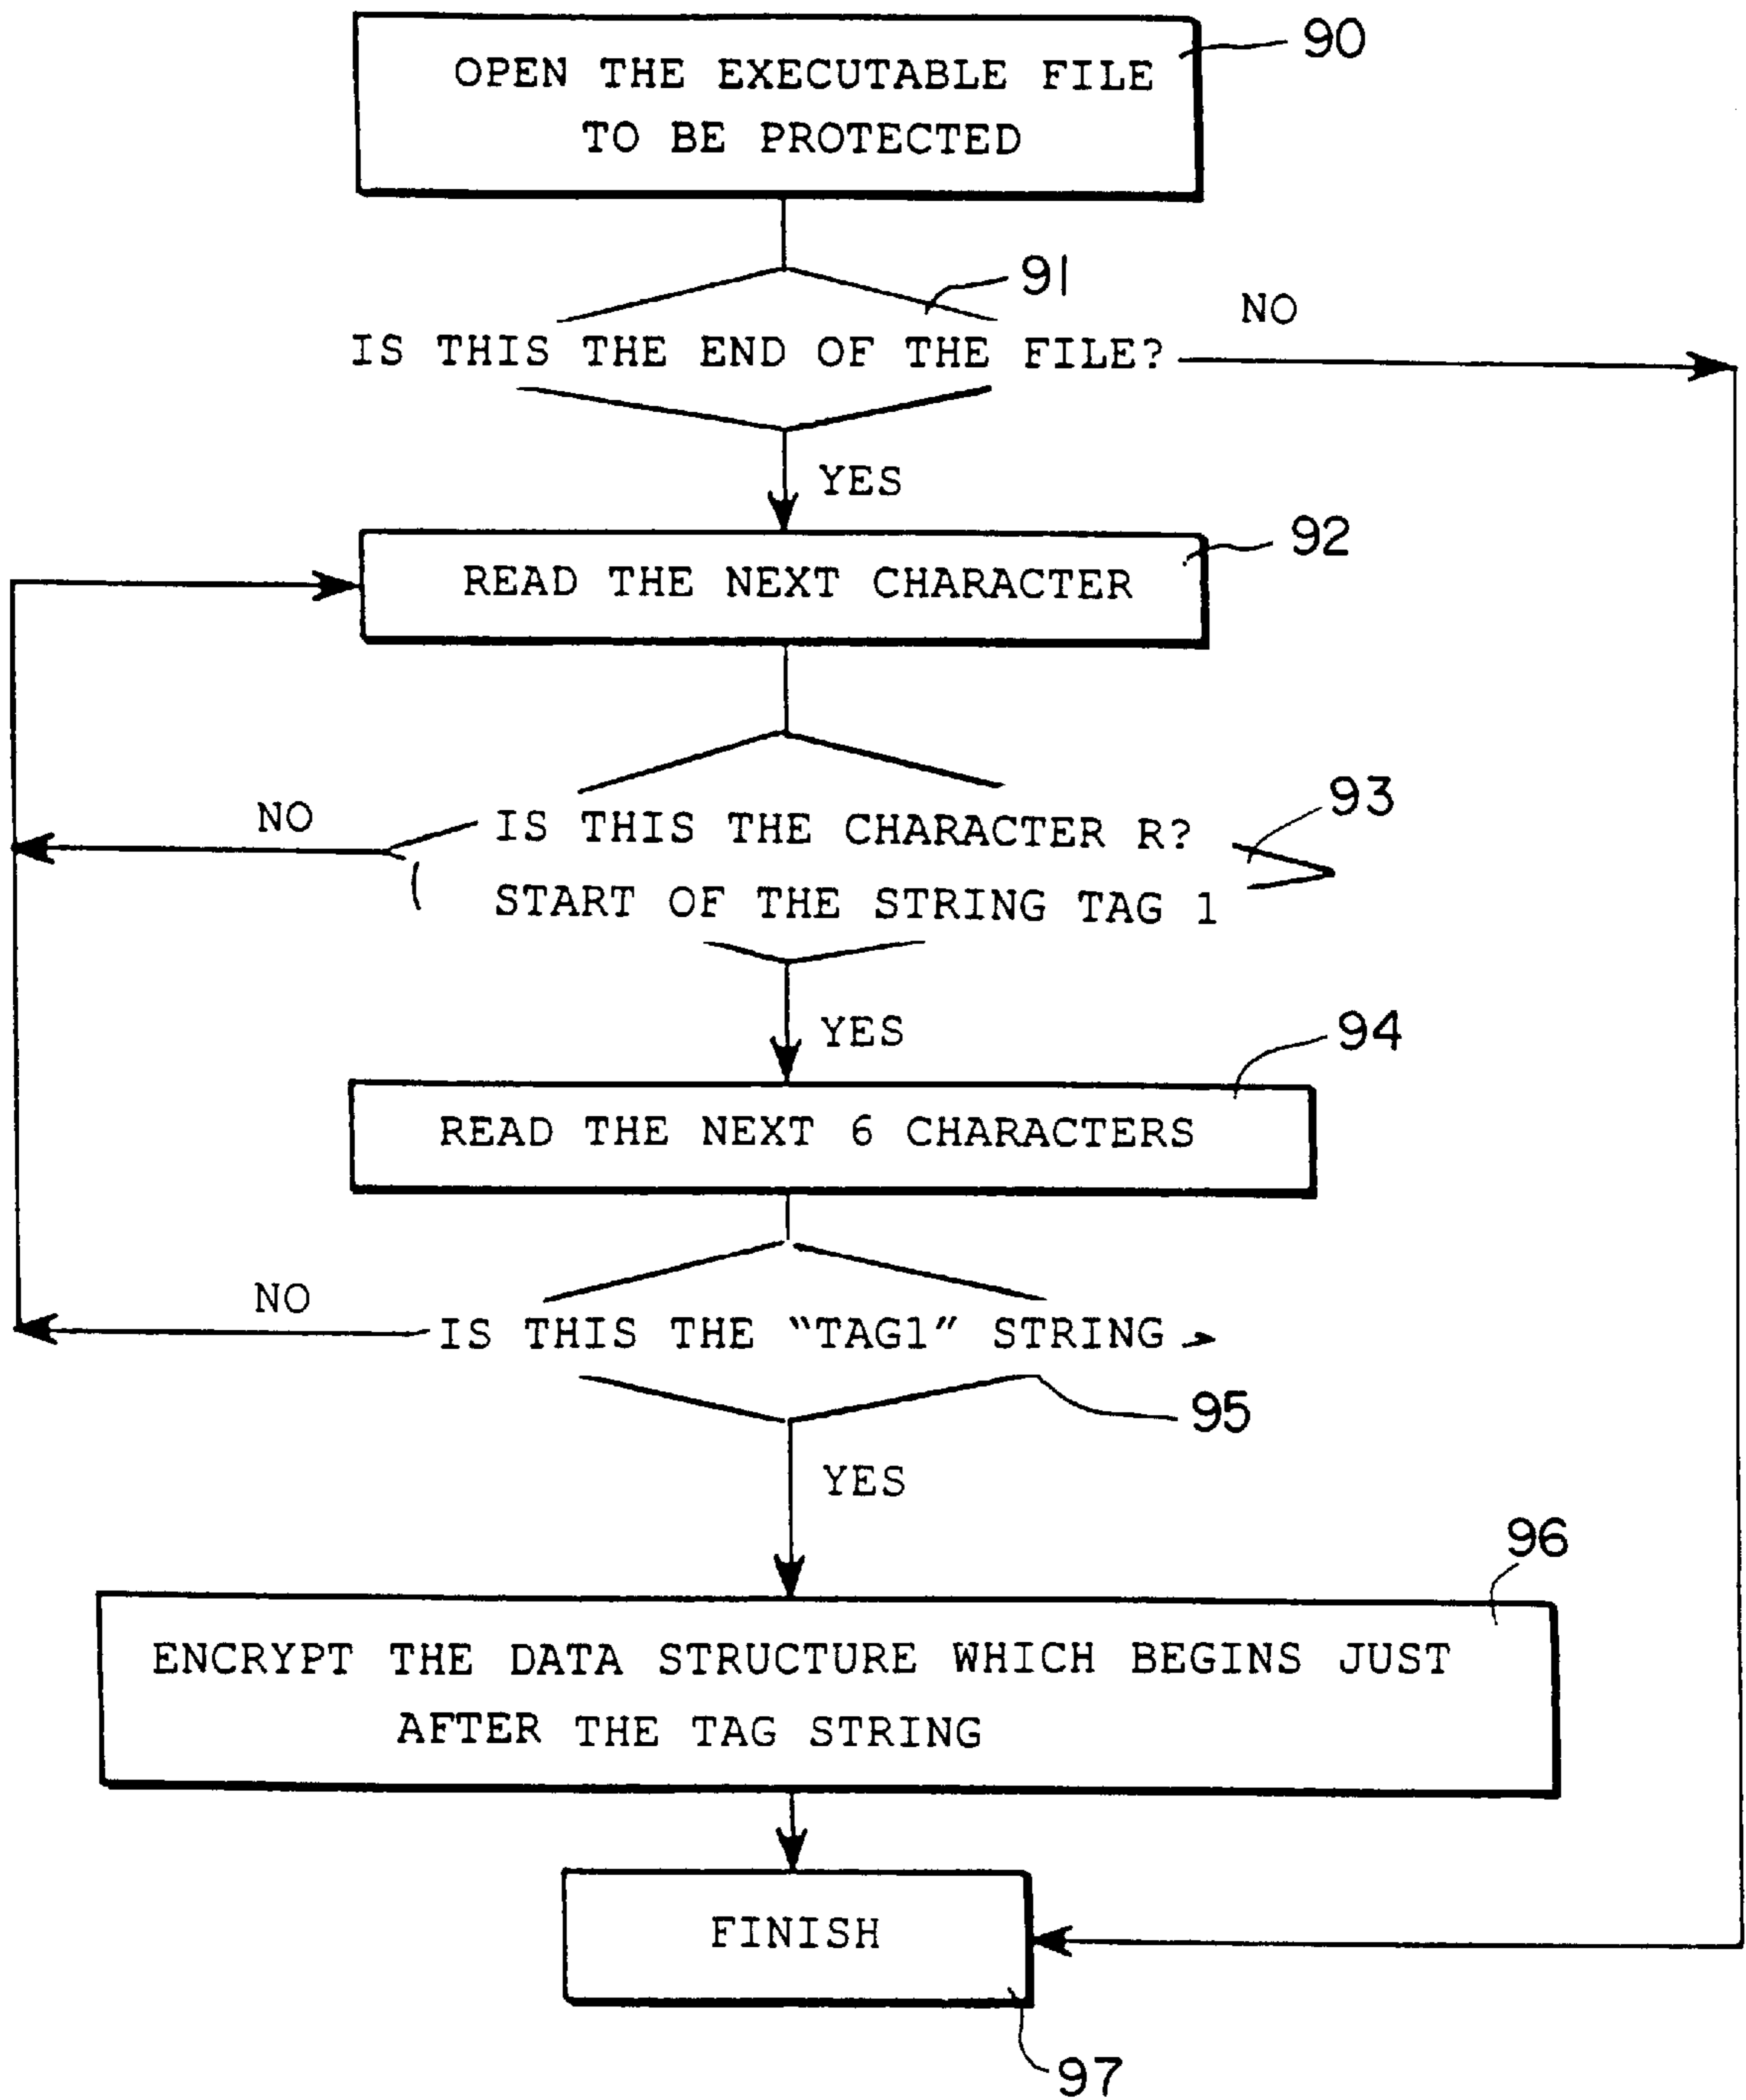 90
OPEN THE EXECUTABLE FILE
TO BE PROTECTED
91
NO
IS THIS THE END OF THE FILE?
YES
92
READ THE NEXT CHARACTER
93
NO
IS THIS THE CHARACTER R?
( START OF THE STRING TAG 1
YES
94
READ THE NEXT 6 CHARACTERS
NO
IS THIS THE “TAG1” STRING
95
YES
96
ENCRYPT THE DATA STRUCTURE WHICH BEGINS JUST
AFTER THE TAG STRING
FINISH
97